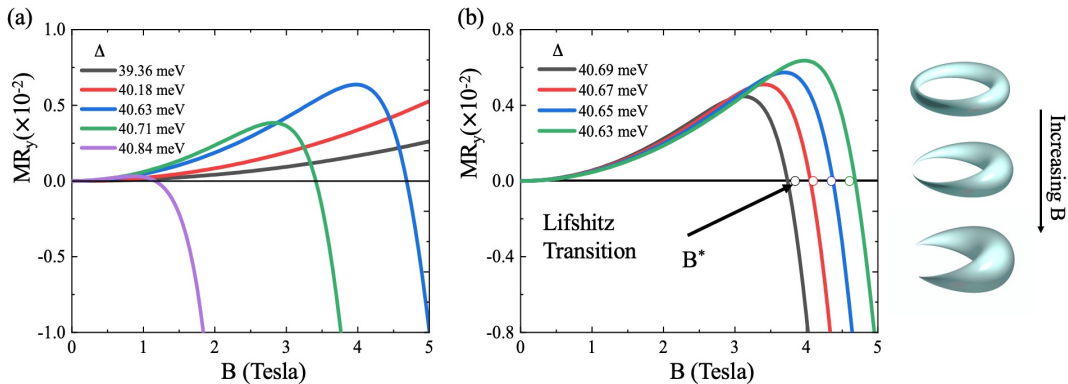 (a)
1.0
0.5
0.0
-0.5
-1.0
MR_y(×10^-2)
Δ
39.36 meV
40.18 meV
40.63 meV
40.71 meV
40.84 meV
0 1 2 3 4 5
B (Tesla)
(b)
0.8
0.4
0.0
-0.4
-0.8
MR_y(×10^-2)
Δ
40.69 meV
40.67 meV
40.65 meV
40.63 meV
Lifshitz
Transition
B*
0 1 2 3 4 5
B (Tesla)
Increasing B